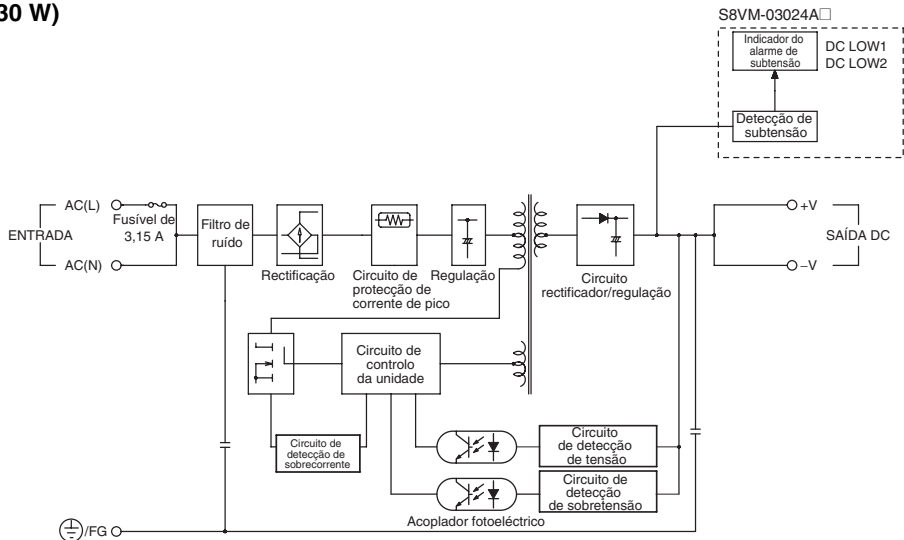 30 W)
S8VM-03024A□
Indicador do
alarme de
subtensão
DC LOW1
DC LOW2
Detecção de
subtensão
AC(L)
Fusível de
3,15 A
ENTRADA
AC(N)
Filtro de
ruído
Rectificação
Circuito de
protecção de
corrente de pico
Regulação
Circuito
rectificador/regulação
+V
SAÍDA DC
–V
Circuito de
controlo
da unidade
Circuito de
detecção de
sobrecorrente
Circuito
de detecção
de tensão
Circuito de
detecção
de sobretensão
Acoplador fotoeléctrico
/FG